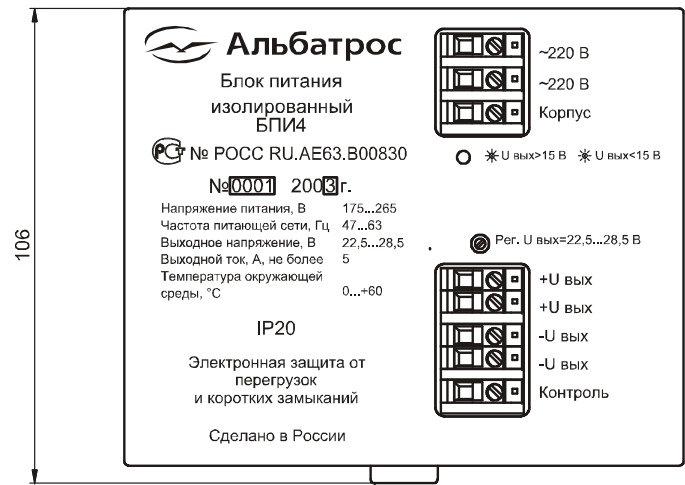 Альбатрос
Блок питания
изолированный
БПИ4
РСт № РОСС RU.АЕ63.В00830
№0001 2003г.
Напряжение питания, В 175...265
Частота питающей сети, Гц 47...63
Выходное напряжение, В 22,5...28,5
Выходной ток, А, не более 5
Температура окружающей
среды, °С 0...+60
IP20
Электронная защита от
перегрузок
и коротких замыканий
Сделано в России
~220 В
~220 В
Корпус
U вых>15 В U вых<15 В
Рег. U вых=22,5...28,5 В
+U вых
+U вых
-U вых
-U вых
Контроль
106